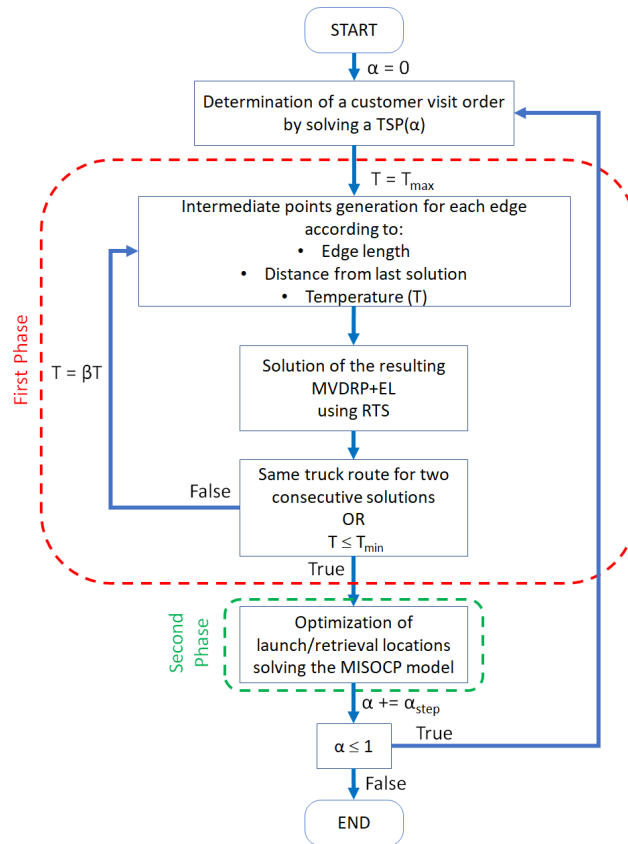 START
α = 0
Determination of a customer visit order
by solving a TSP(α)
T = Tmax
Intermediate points generation for each edge
according to:
• Edge length
• Distance from last solution
• Temperature (T)
First Phase
T = βT
Solution of the resulting
MVDRP+EL
using RTS
False
Same truck route for two
consecutive solutions
OR
T ≤ Tmin
True
Second
Phase
Optimization of
launch/retrieval locations
solving the MISOCP model
α += αstep
α ≤ 1
True
False
END